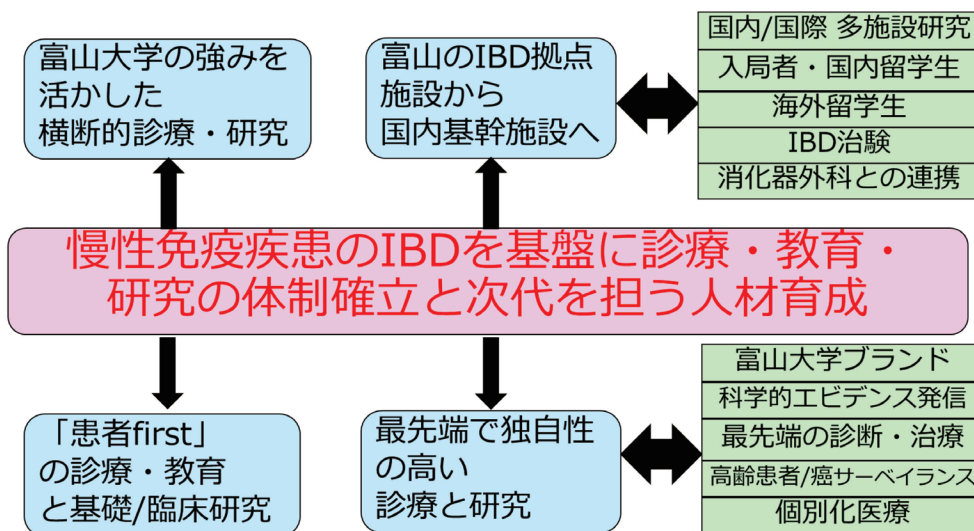 富山大学の強みを
活かした
横断的診療・研究
富山のIBD拠点
施設から
国内基幹施設へ
国内/国際 多施設研究
入局者・国内留学生
海外留学生
IBD治験
消化器外科との連携
慢性免疫疾患のIBDを基盤に診療・教育・
研究の体制確立と次代を担う人材育成
「患者first」
の診療・教育
と基礎/臨床研究
最先端で独自性
の高い
診療と研究
富山大学ブランド
科学的エビデンス発信
最先端の診断・治療
高齢患者/癌サーベイランス
個別化医療